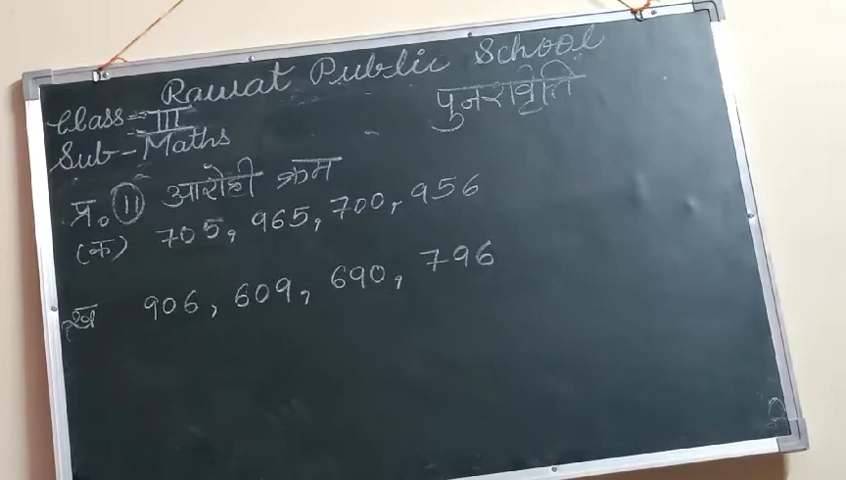 Rawat Public School
पुनरावृति
Class - III
Sub - Maths
प्र. 11 आरोही क्रम
(क) 705, 965, 700, 956
ख 906, 609, 690, 796